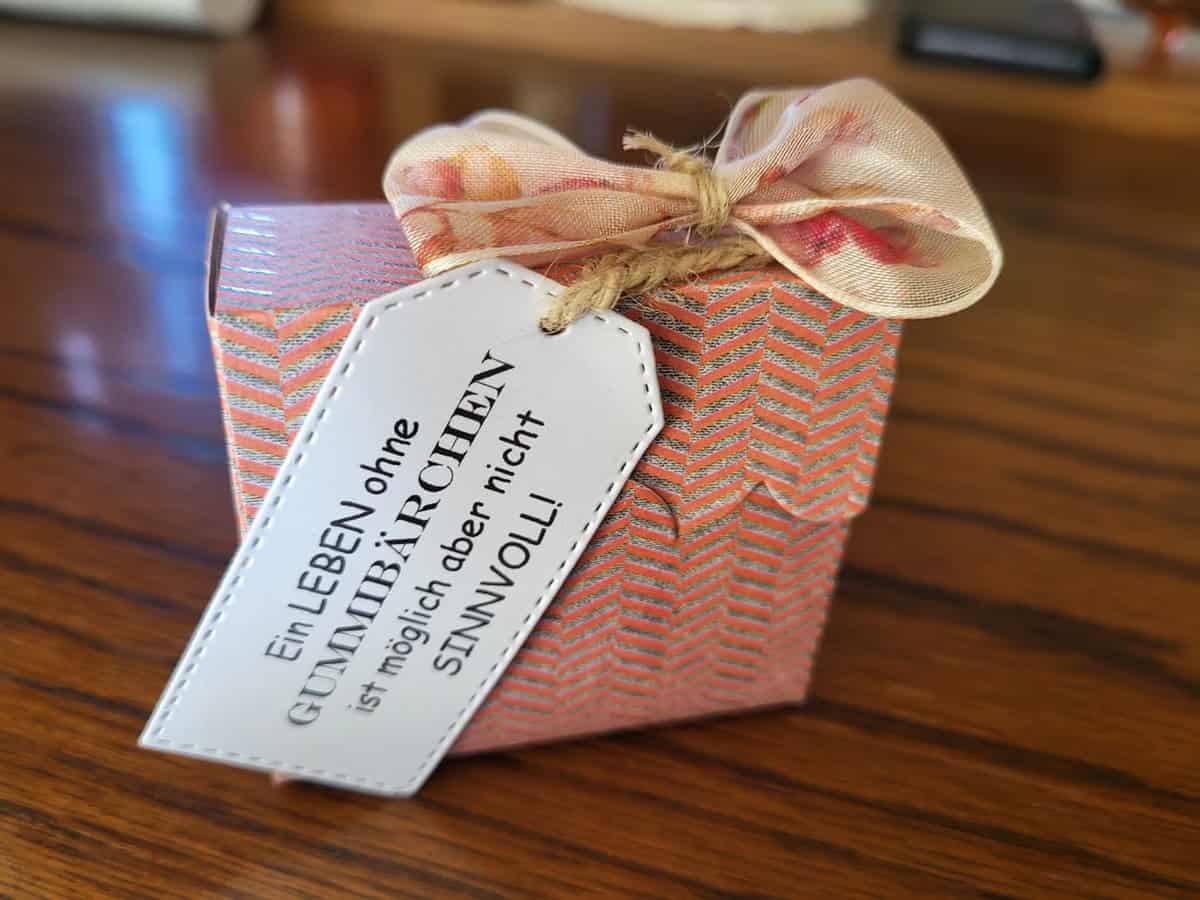 Ein LEBEN ohne
GUMMIBÄRCHEN
ist möglich aber nicht
SINNVOLL!